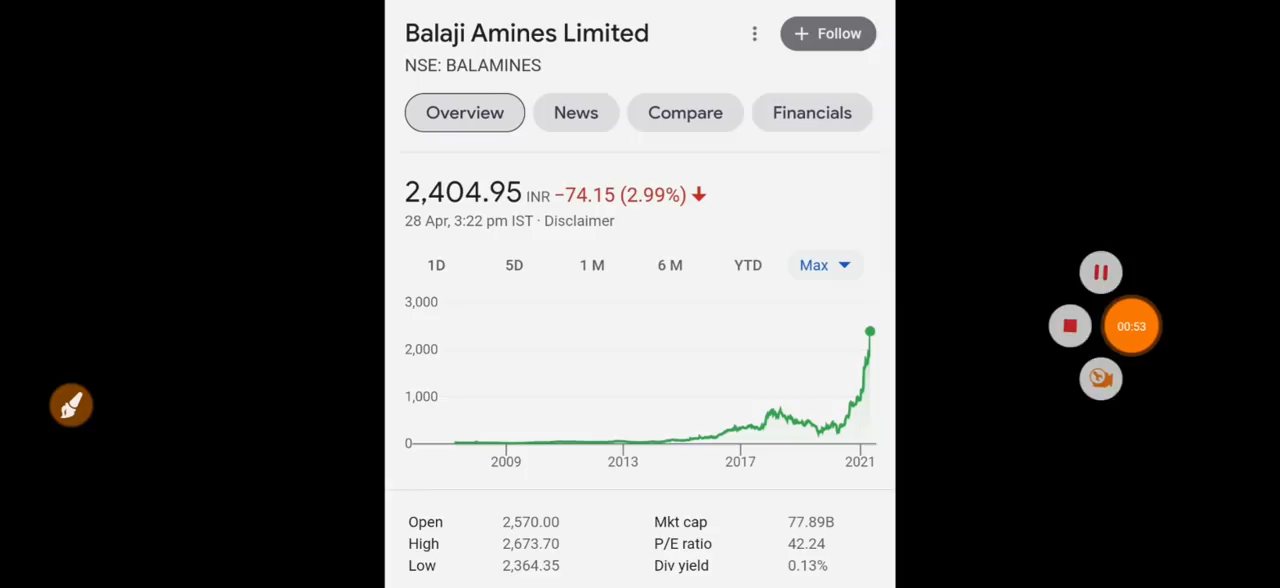 Balaji Amines Limited
+ Follow
NSE: BALAMINES
Overview News Compare Financials
2,404.95 INR −74.15 (2.99%)
28 Apr, 3:22 pm IST · Disclaimer
1D 5D 1 M 6 M YTD Max
3,000
2,000
1,000
0
2009 2013 2017 2021
Open 2,570.00 Mkt cap 77.89B
High 2,673.70 P/E ratio 42.24
Low 2,364.35 Div yield 0.13%
00:53